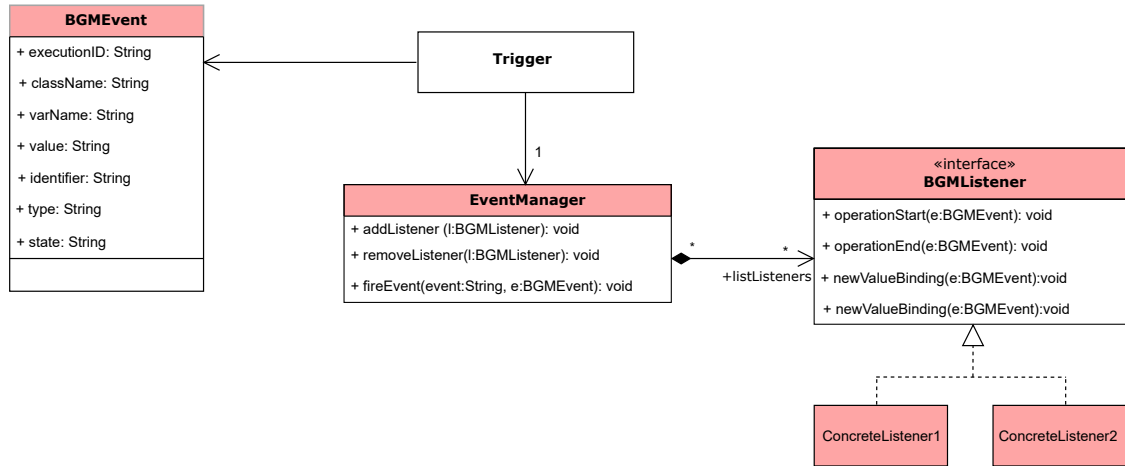 BGMEvent
+ executionID: String
+ className: String
+ varName: String
+ value: String
+ identifier: String
+ type: String
+ state: String
Trigger
1
EventManager
+ addListener (l:BGMListener): void
+ removeListener(l:BGMListener): void
+ fireEvent(event:String, e:BGMEvent): void
*
*
+listListeners
«interface»
BGMListener
+ operationStart(e:BGMEvent): void
+ operationEnd(e:BGMEvent): void
+ newValueBinding(e:BGMEvent):void
+ newValueBinding(e:BGMEvent):void
ConcreteListener1
ConcreteListener2